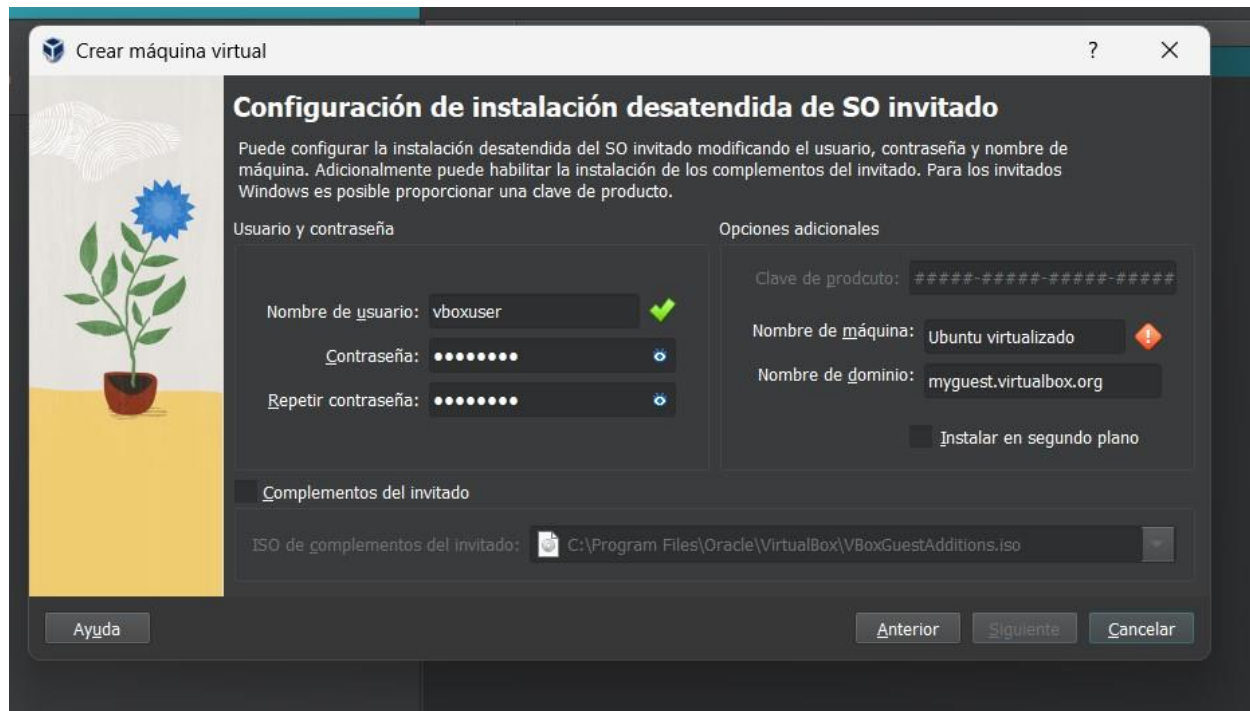 Crear máquina virtual
?
Configuración de instalación desatendida de SO invitado
Puede configurar la instalación desatendida del SO invitado modificando el usuario, contraseña y nombre de
máquina. Adicionalmente puede habilitar la instalación de los complementos del invitado. Para los invitados
Windows es posible proporcionar una clave de producto.
Usuario y contraseña
Nombre de usuario: vboxuser
Contraseña: ●●●●●●●●
Repetir contraseña: ●●●●●●●●
Opciones adicionales
Clave de prodcuto: #####-#####-#####-#####
Nombre de máquina: Ubuntu virtualizado
Nombre de dominio: myguest.virtualbox.org
Instalar en segundo plano
Complementos del invitado
ISO de complementos del invitado: C:\Program Files\Oracle\VirtualBox\VBoxGuestAdditions.iso
Ayuda Anterior Siguiente Cancelar